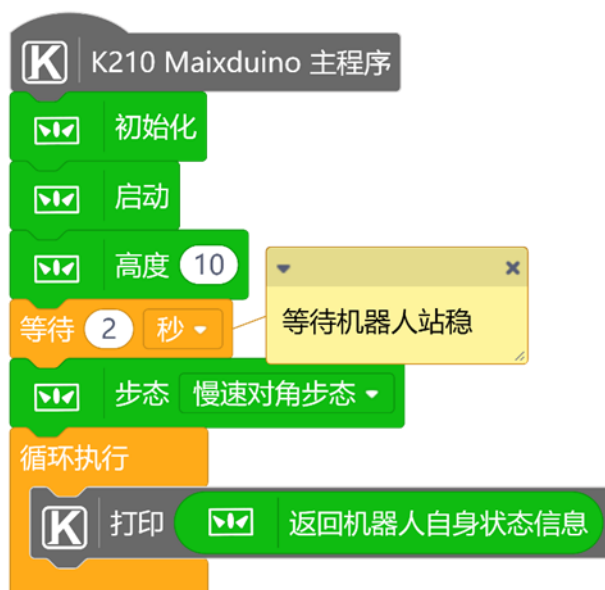 K K210 Maixduino 主程序
初始化
启动
高度 10
等待 2 秒
等待机器人站稳
步态 慢速对角步态
循环执行
K 打印 返回机器人自身状态信息